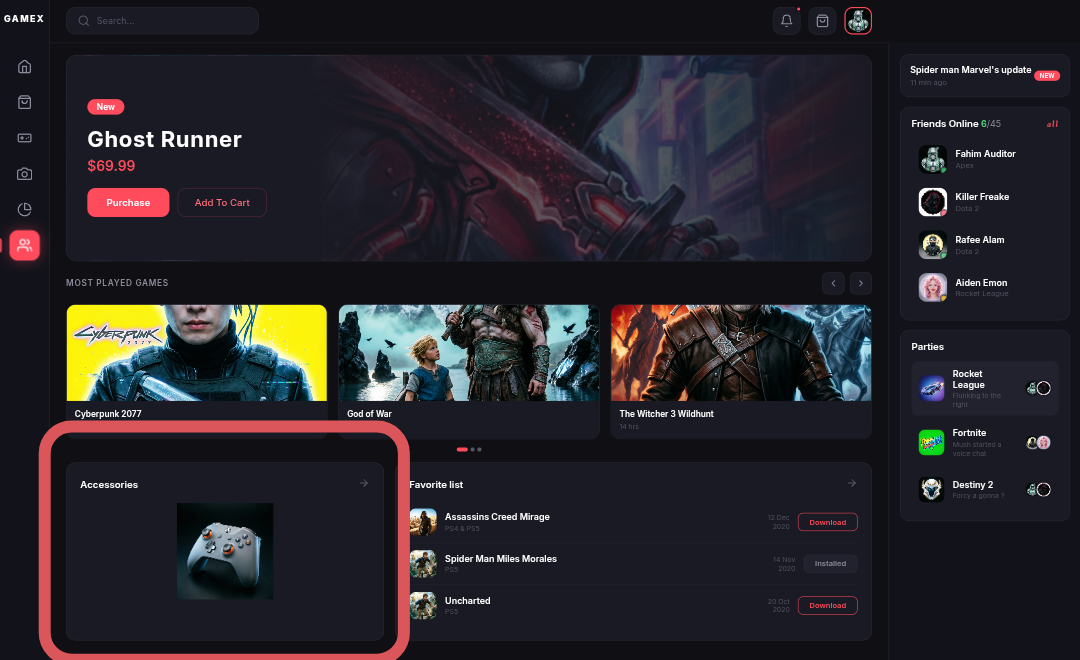 GAMEX
Search...
Spider man Marvel's update
11 min ago
NEW
New
Ghost Runner
$69.99
Purchase
Add To Cart
Friends Online 6/45
all
Fahim Auditor
Apex
Killer Freake
Dota 2
Rafee Alam
Dota 2
Aiden Emon
Rocket League
MOST PLAYED GAMES
Cyberpunk
2077
Cyberpunk 2077
God of War
The Witcher 3 Wildhunt
14 hrs
Parties
Rocket
League
Flunking to the
right
Fortnite
Mush started a
voice chat
Destiny 2
Forcy a gonna ?
Accessories
Favorite list
Assassins Creed Mirage
PS4 & PS5
12 Dec
2020
Download
Spider Man Miles Morales
PS5
14 Nov
2020
Installed
Uncharted
PS5
20 Oct
2020
Download